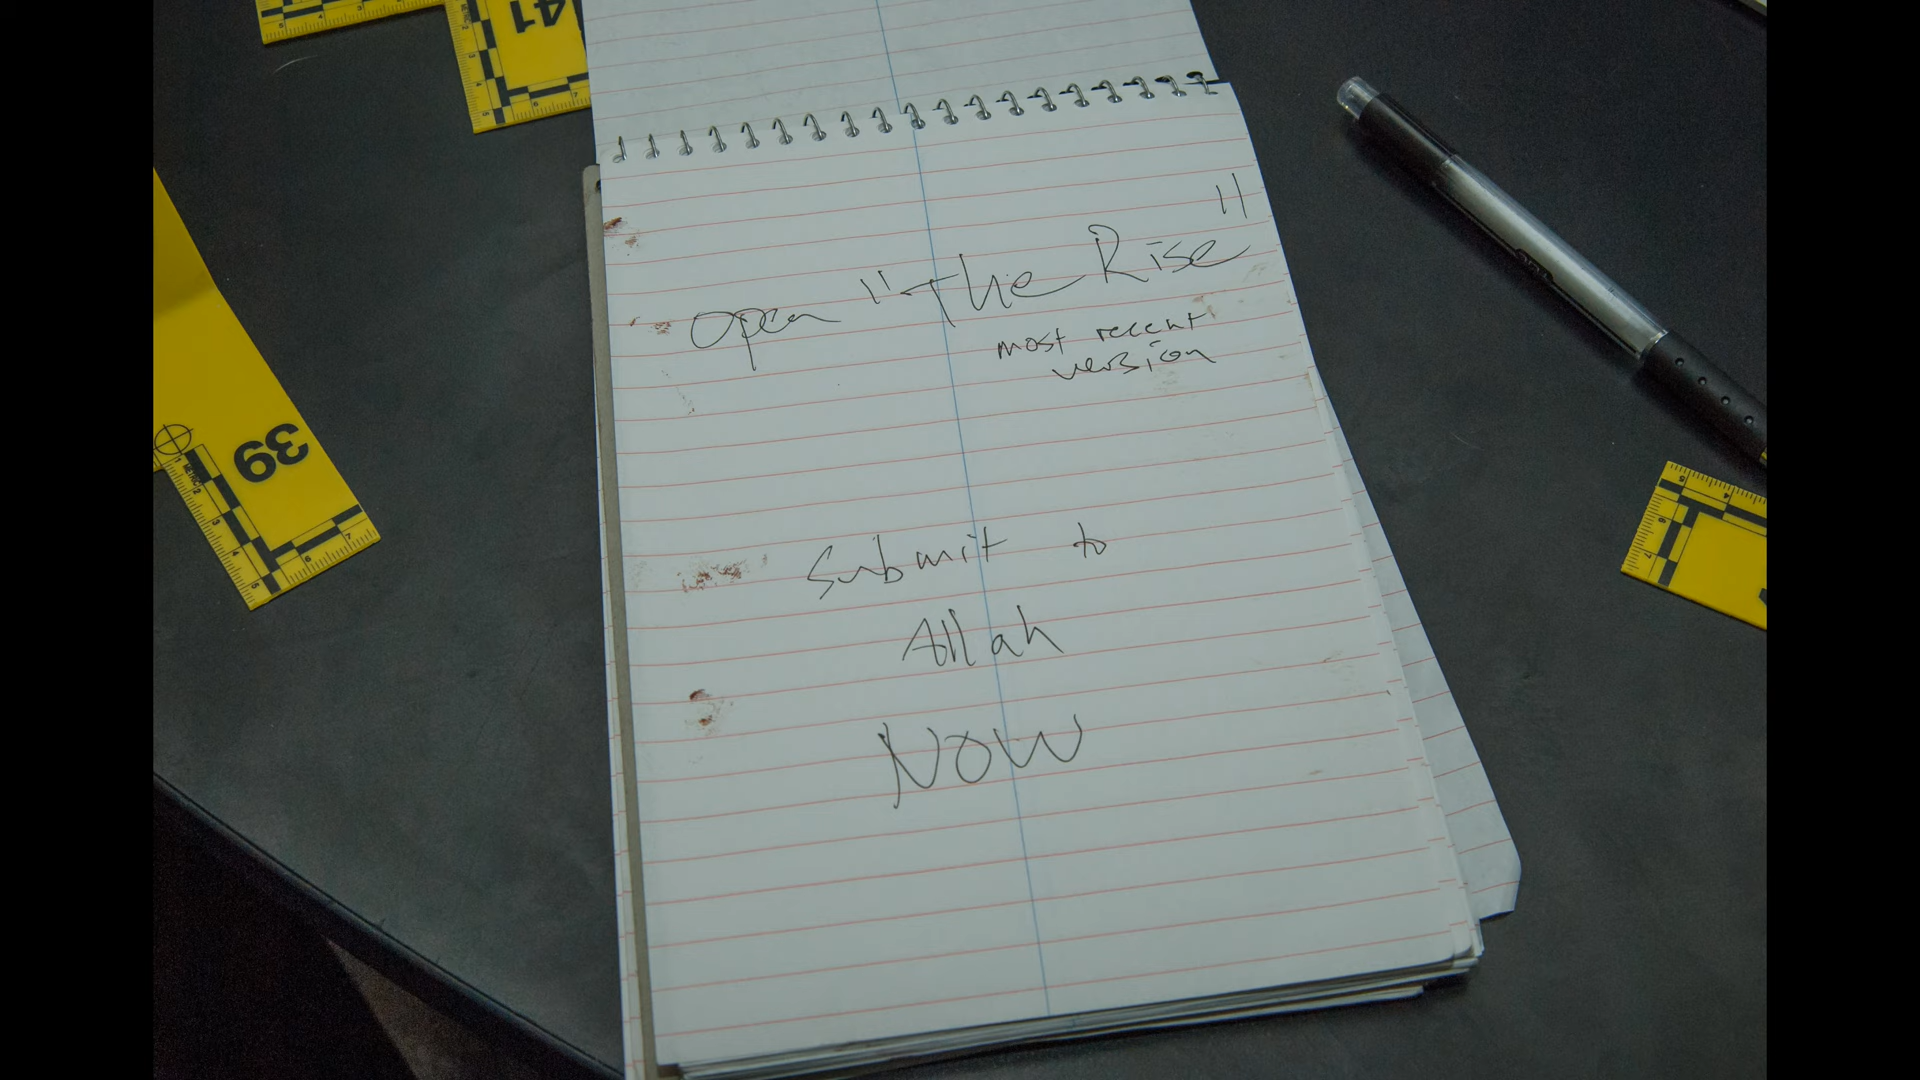 41
39
Open "The Rise"
most recent
version
Submit to
Allah
NOW